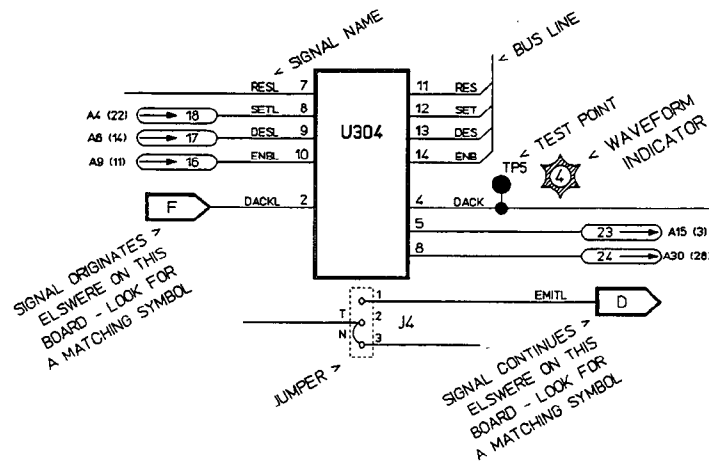 < SIGNAL NAME
< BUS LINE
RESL 7
11 RES
A4 (22) 18 SETL 8
12 SET
A6 (14) 17 DESL 9
U304
13 DES
A9 (11) 16 ENBL 10
14 ENB
< TEST POINT
TP5
4
< WAVEFORM
INDICATOR
F DACKL 2
4 DACK
5 23 A15 (3)
6 24 A30 (28)
SIGNAL ORIGINATES >
ELSWERE ON THIS
BOARD - LOOK FOR
A MATCHING SYMBOL
1 EMITL D
T 2
N 3
J4
JUMPER >
SIGNAL CONTINUES >
ELSWERE ON THIS
BOARD - LOOK FOR
A MATCHING SYMBOL